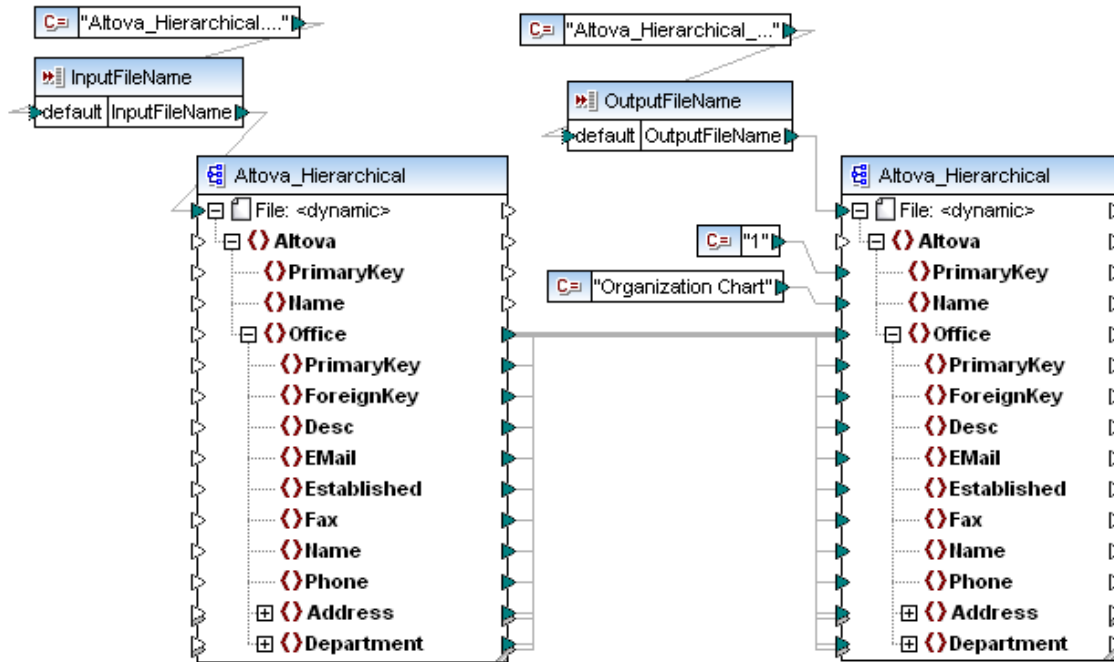 C= "Altova_Hierarchical...."
C= "Altova_Hierarchical_..."
InputFileName
default InputFileName
OutputFileName
default OutputFileName
Altova_Hierarchical
File: <dynamic>
Altova
PrimaryKey
Name
Office
PrimaryKey
ForeignKey
Desc
EMail
Established
Fax
Name
Phone
Address
Department
C= "1"
C= "Organization Chart"
Altova_Hierarchical
File: <dynamic>
Altova
PrimaryKey
Name
Office
PrimaryKey
ForeignKey
Desc
EMail
Established
Fax
Name
Phone
Address
Department